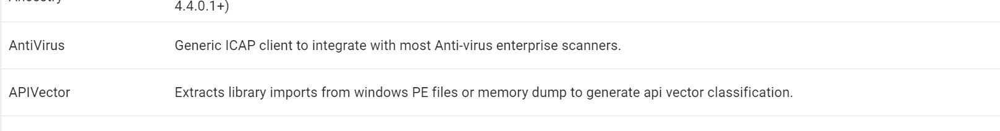 Ancestry
4.4.0.1+)
AntiVirus
Generic ICAP client to integrate with most Anti-virus enterprise scanners.
APIVector
Extracts library imports from windows PE files or memory dump to generate api vector classification.